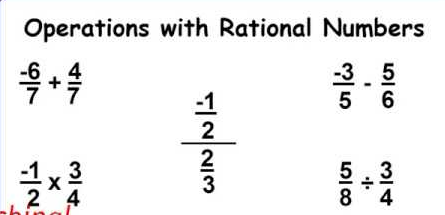 Operations with Rational Numbers
-6/7 + 4/7
-3/5 - 5/6
-1/2
2/3
-1/2 x 3/4
5/8 ÷ 3/4